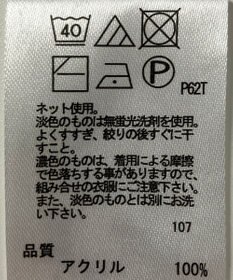 40
P
P62T
ネット使用。
淡色のものは無蛍光洗剤を使用。
よくすすぎ、絞りの後すぐに干
すこと。
濃色のものは、着用による摩擦
で色落ちする事がありますので、
組み合せの衣服にご注意下さい。
また、淡色のものとは別にお洗
い下さい。
107
品質
アクリル 100%